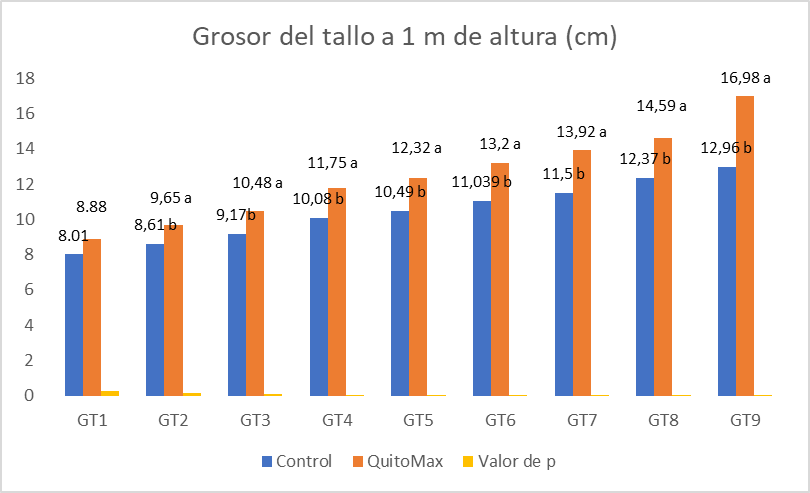 Grosor del tallo a 1 m de altura (cm)
18
16
14
12
10
8
6
4
2
0
8.01
8.88
8,61 b
9,65 a
9,17b
10,48 a
10,08 b
11,75 a
10,49 b
12,32 a
11,039 b
13,2 a
11,5 b
13,92 a
12,37 b
14,59 a
12,96 b
16,98 a
GT1 GT2 GT3 GT4 GT5 GT6 GT7 GT8 GT9
Control QuitoMax Valor de p